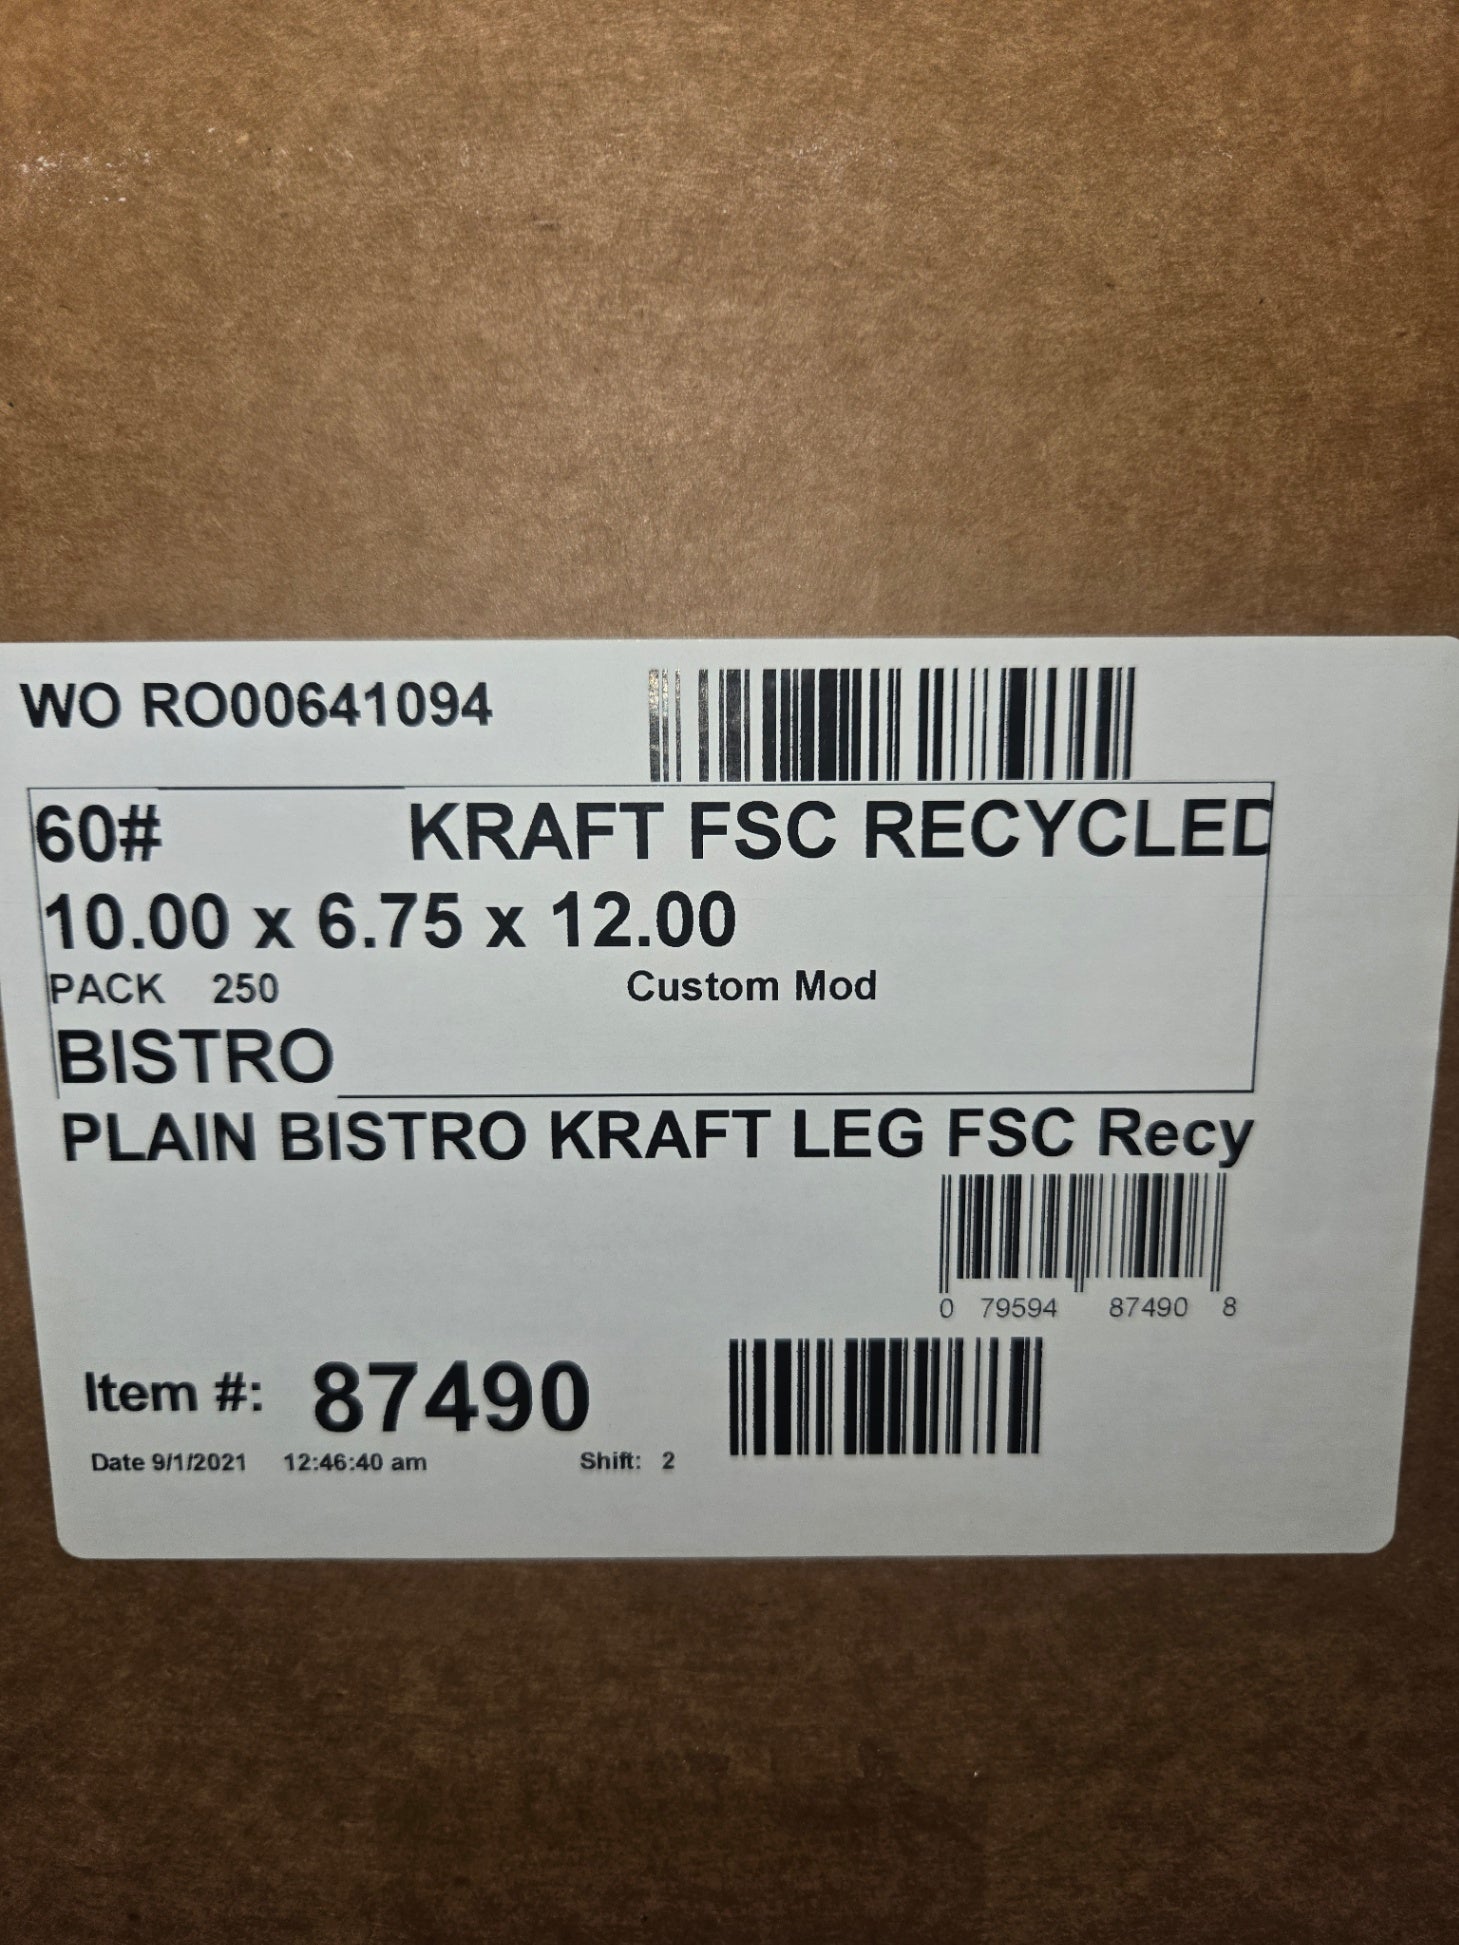 WO RO00641094
60# KRAFT FSC RECYCLED
10.00 x 6.75 x 12.00
PACK 250 Custom Mod
BISTRO
PLAIN BISTRO KRAFT LEG FSC Recy
0 79594 87490 8
Item #: 87490
Date 9/1/2021 12:46:40 am Shift: 2